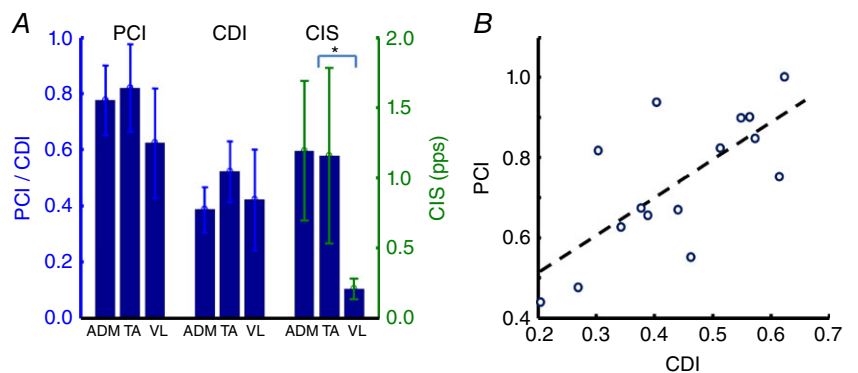 A
PCI CDI CIS
*
PCI / CDI
1.0
0.8
0.6
0.4
0.2
0.0
ADM TA VL ADM TA VL ADM TA VL
2.0
1.5
1.0
0.5
0.0
CIS (pps)
B
PCI
1.0
0.8
0.6
0.4
0.2 0.3 0.4 0.5 0.6 0.7
CDI